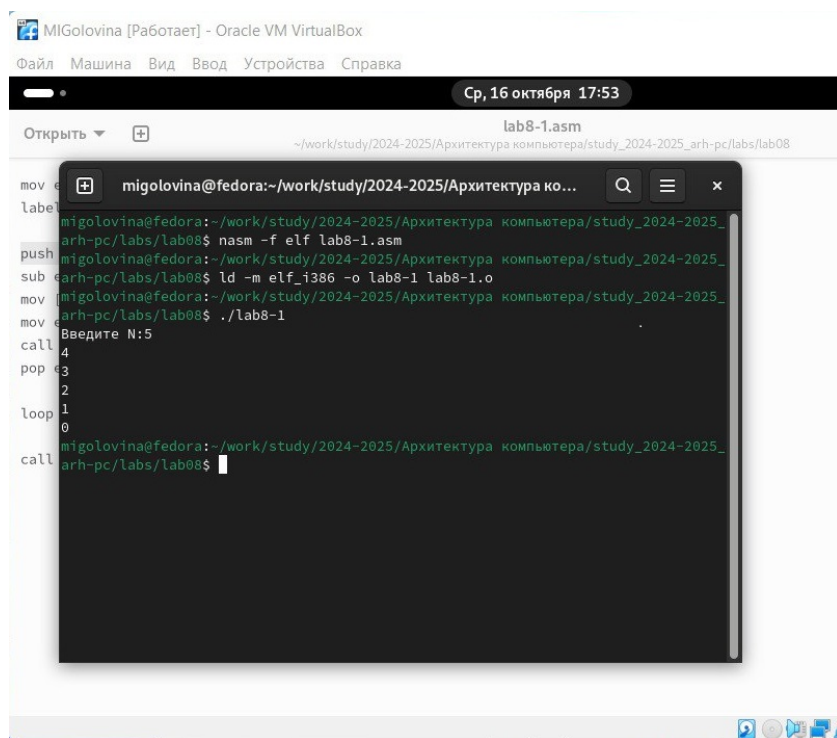 MIGolovina [Работает] - Oracle VM VirtualBox
Файл Машина Вид Ввод Устройства Справка
Ср, 16 октября 17:53
Открыть
lab8-1.asm
~/work/study/2024-2025/Архитектура компьютера/study_2024-2025_arh-pc/labs/lab08
mov
push
sub
mov
mov
call
pop
loop
call
migolovina@fedora:~/work/study/2024-2025/Архитектура ко...
migolovina@fedora:~/work/study/2024-2025/Архитектура компьютера/study_2024-2025_
arh-pc/labs/lab08$ nasm -f elf lab8-1.asm
migolovina@fedora:~/work/study/2024-2025/Архитектура компьютера/study_2024-2025_
arh-pc/labs/lab08$ ld -m elf_i386 -o lab8-1 lab8-1.o
migolovina@fedora:~/work/study/2024-2025/Архитектура компьютера/study_2024-2025_
arh-pc/labs/lab08$ ./lab8-1
Введите N:5
4
3
2
1
0
migolovina@fedora:~/work/study/2024-2025/Архитектура компьютера/study_2024-2025_
arh-pc/labs/lab08$